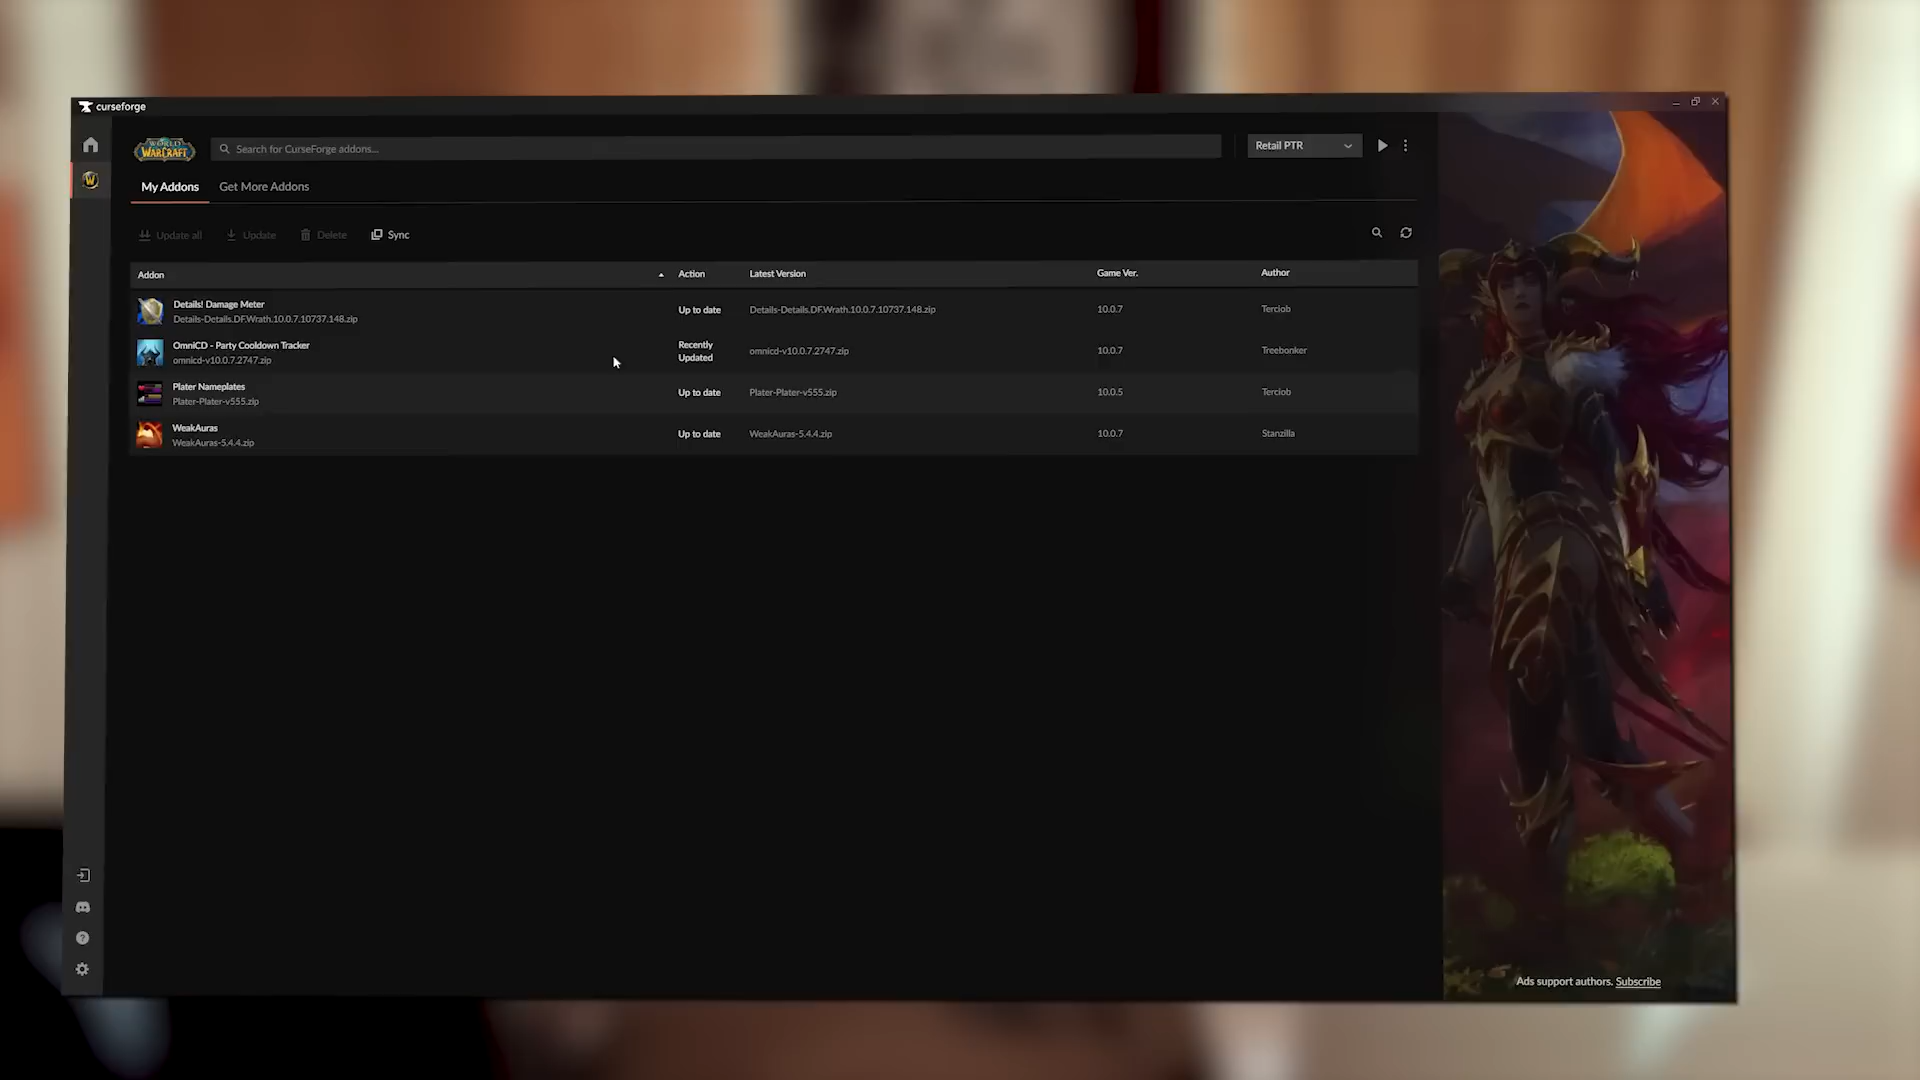 curseforge
WORLD
WARCRAFT
Search for CurseForge addons...
Retail PTR
My Addons
Get More Addons
Update all
Update
Delete
Sync
Addon
Action
Latest Version
Game Ver.
Author
Details! Damage Meter
Details-Details.DF.Wrath.10.0.7.10737.148.zip
Up to date
Details-Details.DF.Wrath.10.0.7.10737.148.zip
10.0.7
Terciob
OmniCD - Party Cooldown Tracker
omnicd-v10.0.7.2747.zip
Recently
Updated
omnicd-v10.0.7.2747.zip
10.0.7
Treebonker
Plater Nameplates
Plater-Plater-v555.zip
Up to date
Plater-Plater-v555.zip
10.0.5
Terciob
WeakAuras
WeakAuras-5.4.4.zip
Up to date
WeakAuras-5.4.4.zip
10.0.7
Stanzilla
Ads support authors. Subscribe